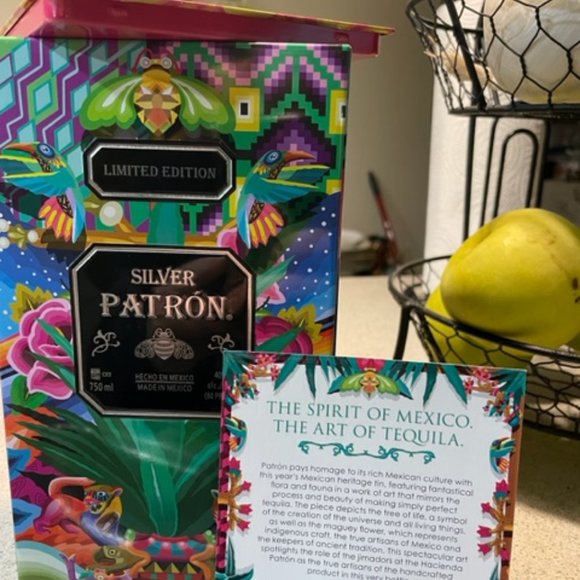 LIMITED EDITION
SILVER
PATRÓN.
750 ml
HECHO EN MEXICO
MADE IN MEXICO
THE SPIRIT OF MEXICO.
THE ART OF TEQUILA.
Patrón pays homage to its rich Mexican culture with
this year's Mexican heritage tin, featuring fantastical
flora and fauna in a work of art that mirrors the
process and beauty of making simply perfect
tequila. The piece depicts the tree of life, a symbol
of the creation of the universe and all living things,
as well as the maguey flower, which represents
indigenous craft, the true artisans of Mexico and
the keepers of ancient tradition. This spectacular art
spotlights the role of the jimadors at the Hacienda
Patrón as the true artisans of the handcrafted
product in this very